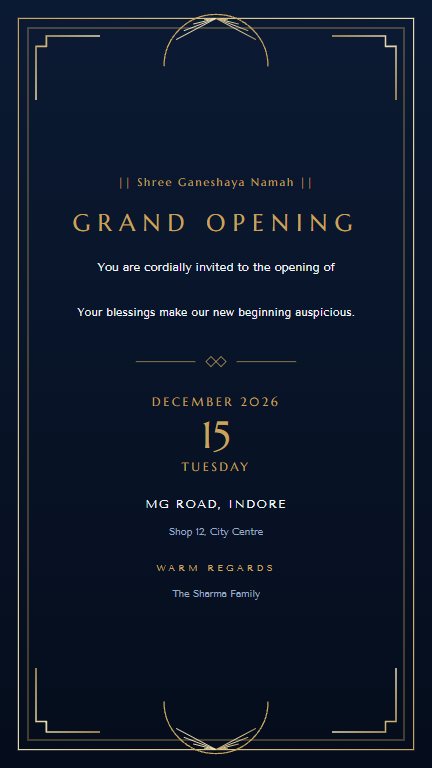 || Shree Ganeshaya Namah ||
GRAND OPENING
You are cordially invited to the opening of
Your blessings make our new beginning auspicious.
DECEMBER 2026
15
TUESDAY
MG ROAD, INDORE
Shop 12, City Centre
WARM REGARDS
The Sharma Family